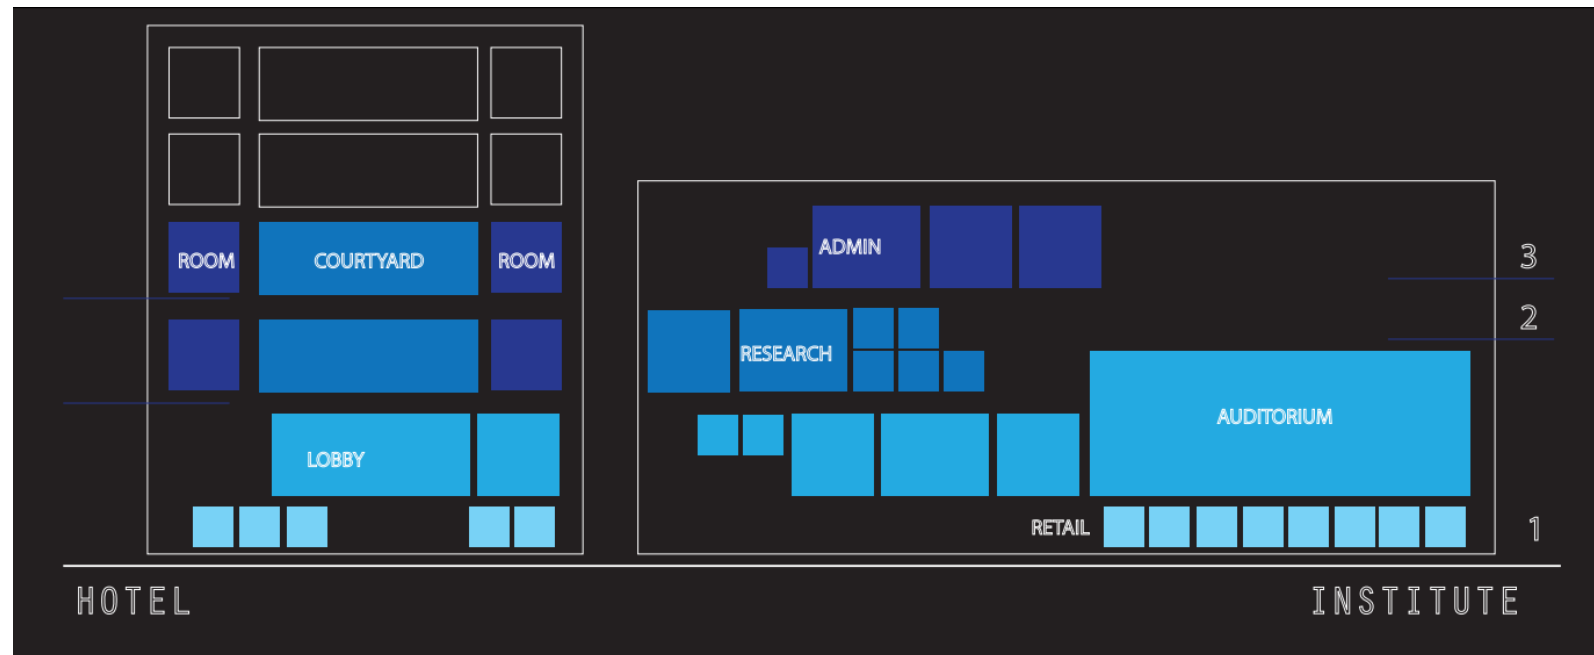 ROOM COURTYARD ROOM
LOBBY
ADMIN
RESEARCH
AUDITORIUM
RETAIL
3
2
1
HOTEL
INSTITUTE